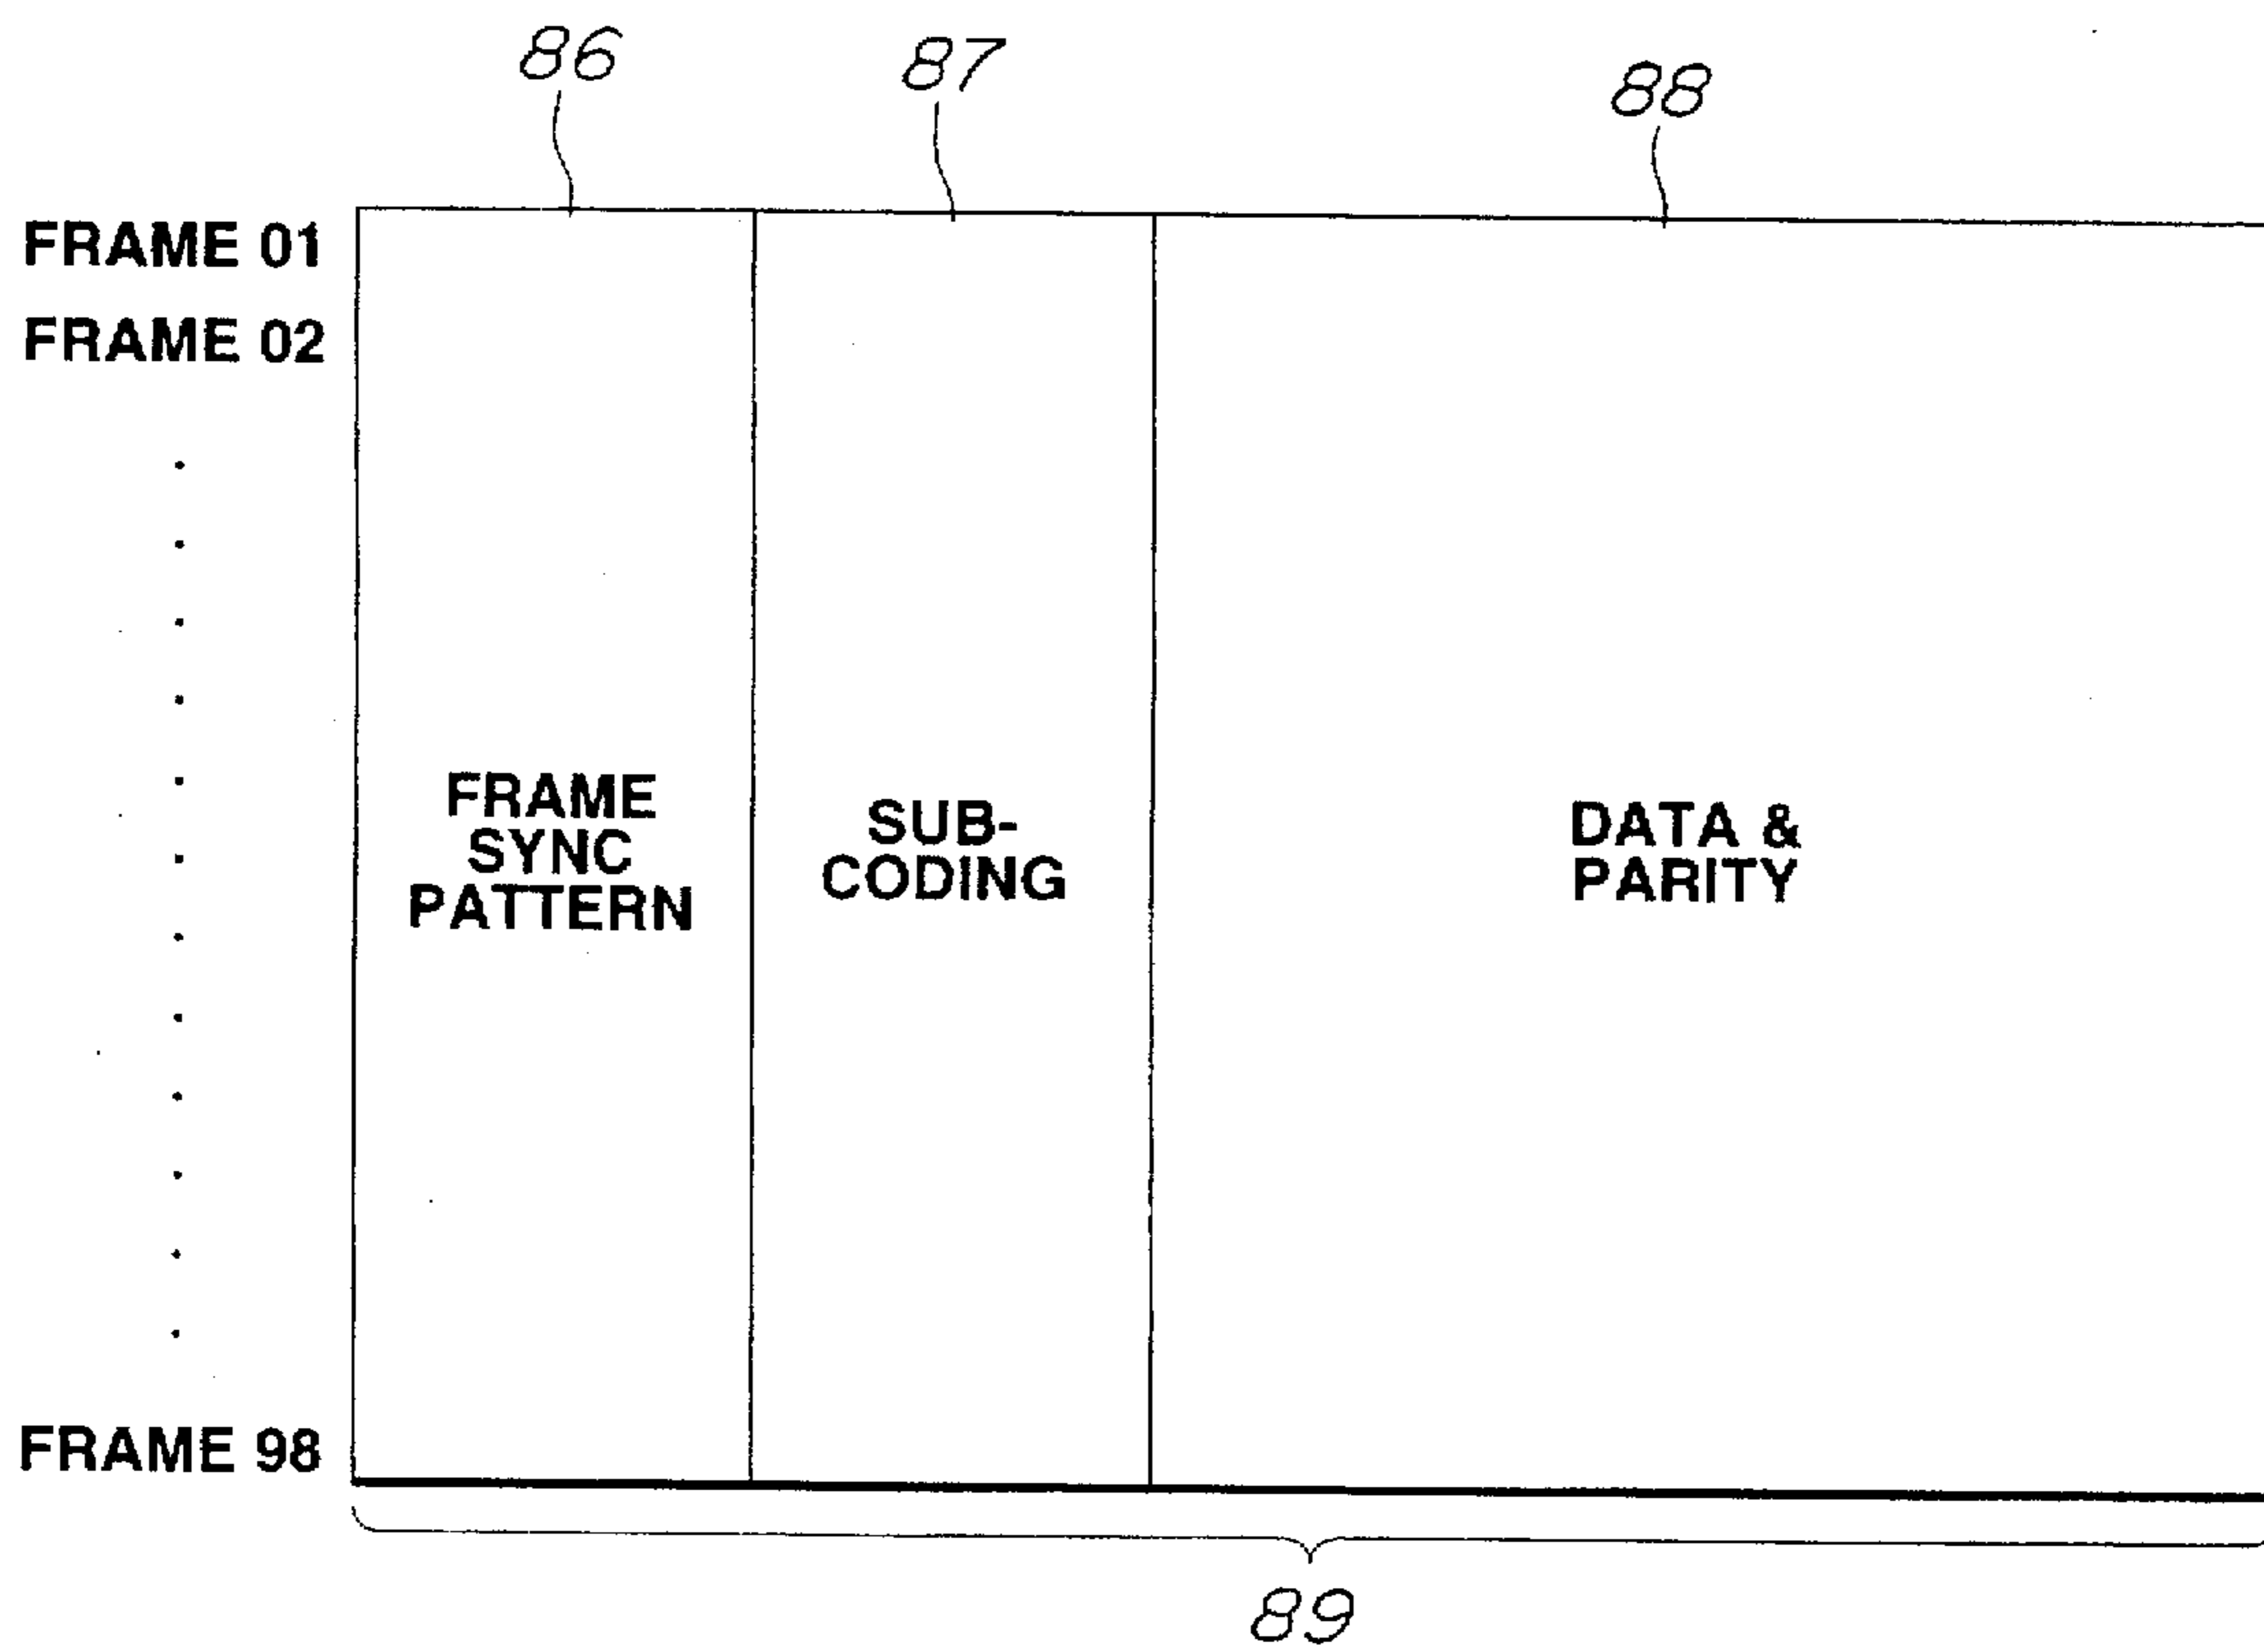 86
87
88
FRAME 01
FRAME 02
FRAME
SYNC
PATTERN
SUB-
CODING
DATA &
PARITY
FRAME 98
89